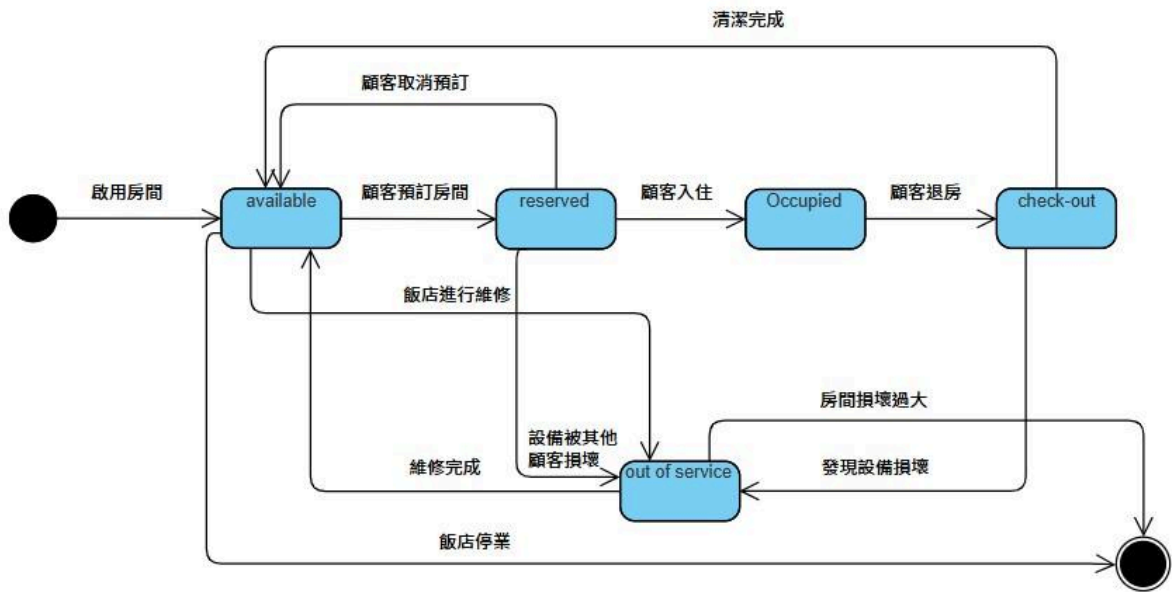 清潔完成
顧客取消預訂
啟用房間
available
顧客預訂房間
reserved
顧客入住
Occupied
顧客退房
check-out
飯店進行維修
房間損壞過大
設備被其他
顧客損壞
維修完成
out of service
發現設備損壞
飯店停業